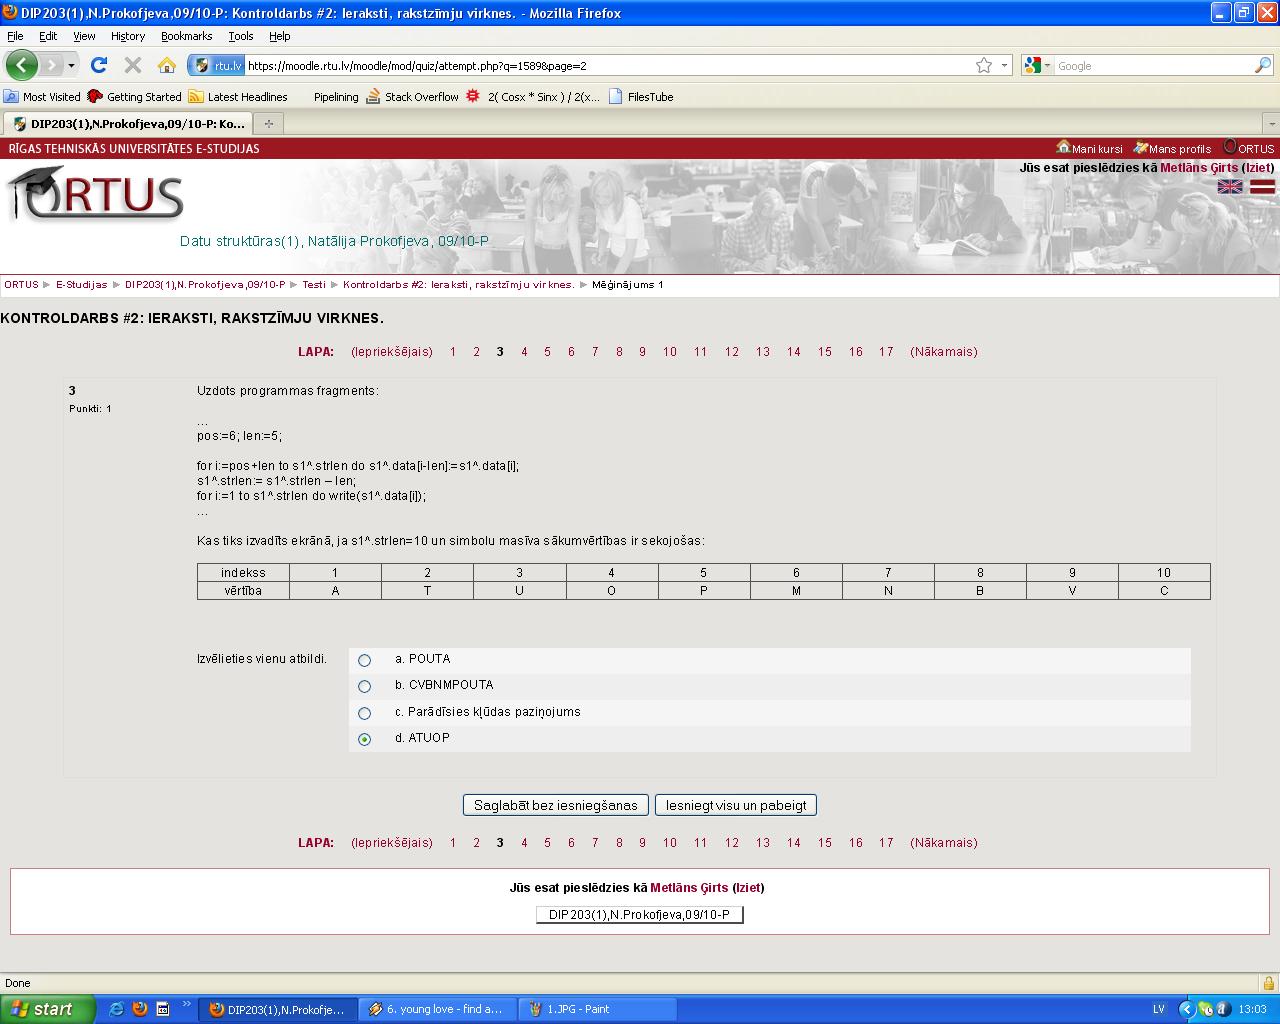 DIP203(1),N.Prokofjeva,09/10-P: Kontroldarbs #2: Ieraksti, rakstzīmju virknes. - Mozilla Firefox
File Edit View History Bookmarks Tools Help
rtu.lv https://moodle.rtu.lv/moodle/mod/quiz/attempt.php?q=1589&page=2 Google
Most Visited Getting Started Latest Headlines Pipelining Stack Overflow 2( Cosx * Sinx ) / 2(x... FilesTube
DIP203(1),N.Prokofjeva,09/10-P: Ko...
RĪGAS TEHNISKĀS UNIVERSITĀTES E-STUDIJAS Mani kursi Mans profils ORTUS
Jūs esat pieslēdzies kā Metlāns Ģirts (Iziet)
ORTUS
Datu struktūras(1), Natālija Prokofjeva, 09/10-P
ORTUS ► E-Studijas ► DIP203(1),N.Prokofjeva,09/10-P ► Testi ► Kontroldarbs #2: Ieraksti, rakstzīmju virknes. ► Mēģinājums 1
KONTROLDARBS #2: IERAKSTI, RAKSTZĪMJU VIRKNES.
LAPA: (Iepriekšējais) 1 2 3 4 5 6 7 8 9 10 11 12 13 14 15 16 17 (Nākamais)
3
Punkti: 1
Uzdots programmas fragments:
...
pos:=6; len:=5;
for i:=pos+len to s1^.strlen do s1^.data[i-len]:=s1^.data[i];
s1^.strlen:= s1^.strlen – len;
for i:=1 to s1^.strlen do write(s1^.data[i]);
...
Kas tiks izvadīts ekrānā, ja s1^.strlen=10 un simbolu masīva sākumvērtības ir sekojošas:
indekss 1 2 3 4 5 6 7 8 9 10
vērtība A T U O P M N B V C
Izvēlieties vienu atbildi.
a. POUTA
b. CVBNMPOUTA
c. Parādīsies kļūdas paziņojums
d. ATUOP
Saglabāt bez iesniegšanas Iesniegt visu un pabeigt
LAPA: (Iepriekšējais) 1 2 3 4 5 6 7 8 9 10 11 12 13 14 15 16 17 (Nākamais)
Jūs esat pieslēdzies kā Metlāns Ģirts (Iziet)
DIP203(1),N.Prokofjeva,09/10-P
Done
start DIP203(1),N.Prokofje... 6. young love - find a... 1.JPG - Paint LV 13:03